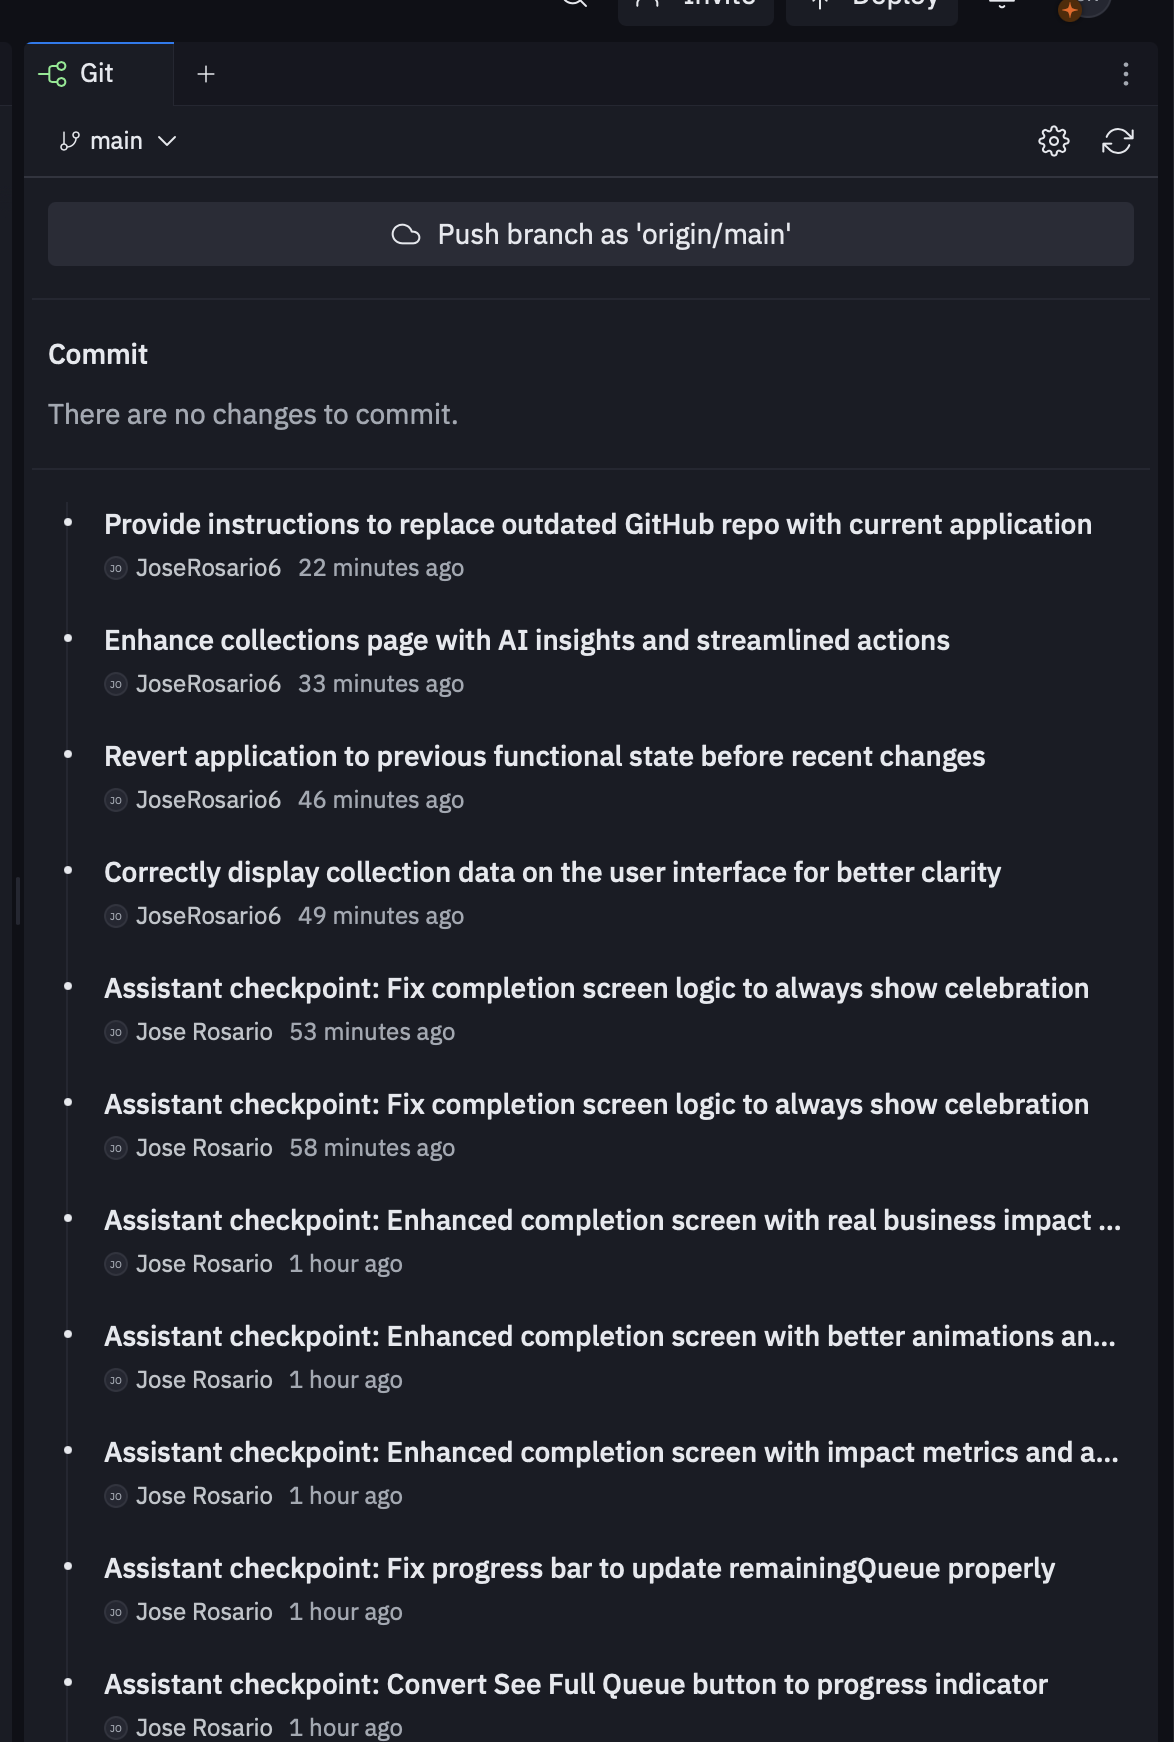 Invite
Deploy
Git
main
Push branch as 'origin/main'
Commit
There are no changes to commit.
Provide instructions to replace outdated GitHub repo with current application
JO JoseRosario6 22 minutes ago
Enhance collections page with AI insights and streamlined actions
JO JoseRosario6 33 minutes ago
Revert application to previous functional state before recent changes
JO JoseRosario6 46 minutes ago
Correctly display collection data on the user interface for better clarity
JO JoseRosario6 49 minutes ago
Assistant checkpoint: Fix completion screen logic to always show celebration
JO Jose Rosario 53 minutes ago
Assistant checkpoint: Fix completion screen logic to always show celebration
JO Jose Rosario 58 minutes ago
Assistant checkpoint: Enhanced completion screen with real business impact ...
JO Jose Rosario 1 hour ago
Assistant checkpoint: Enhanced completion screen with better animations an...
JO Jose Rosario 1 hour ago
Assistant checkpoint: Enhanced completion screen with impact metrics and a...
JO Jose Rosario 1 hour ago
Assistant checkpoint: Fix progress bar to update remainingQueue properly
JO Jose Rosario 1 hour ago
Assistant checkpoint: Convert See Full Queue button to progress indicator
JO Jose Rosario 1 hour ago